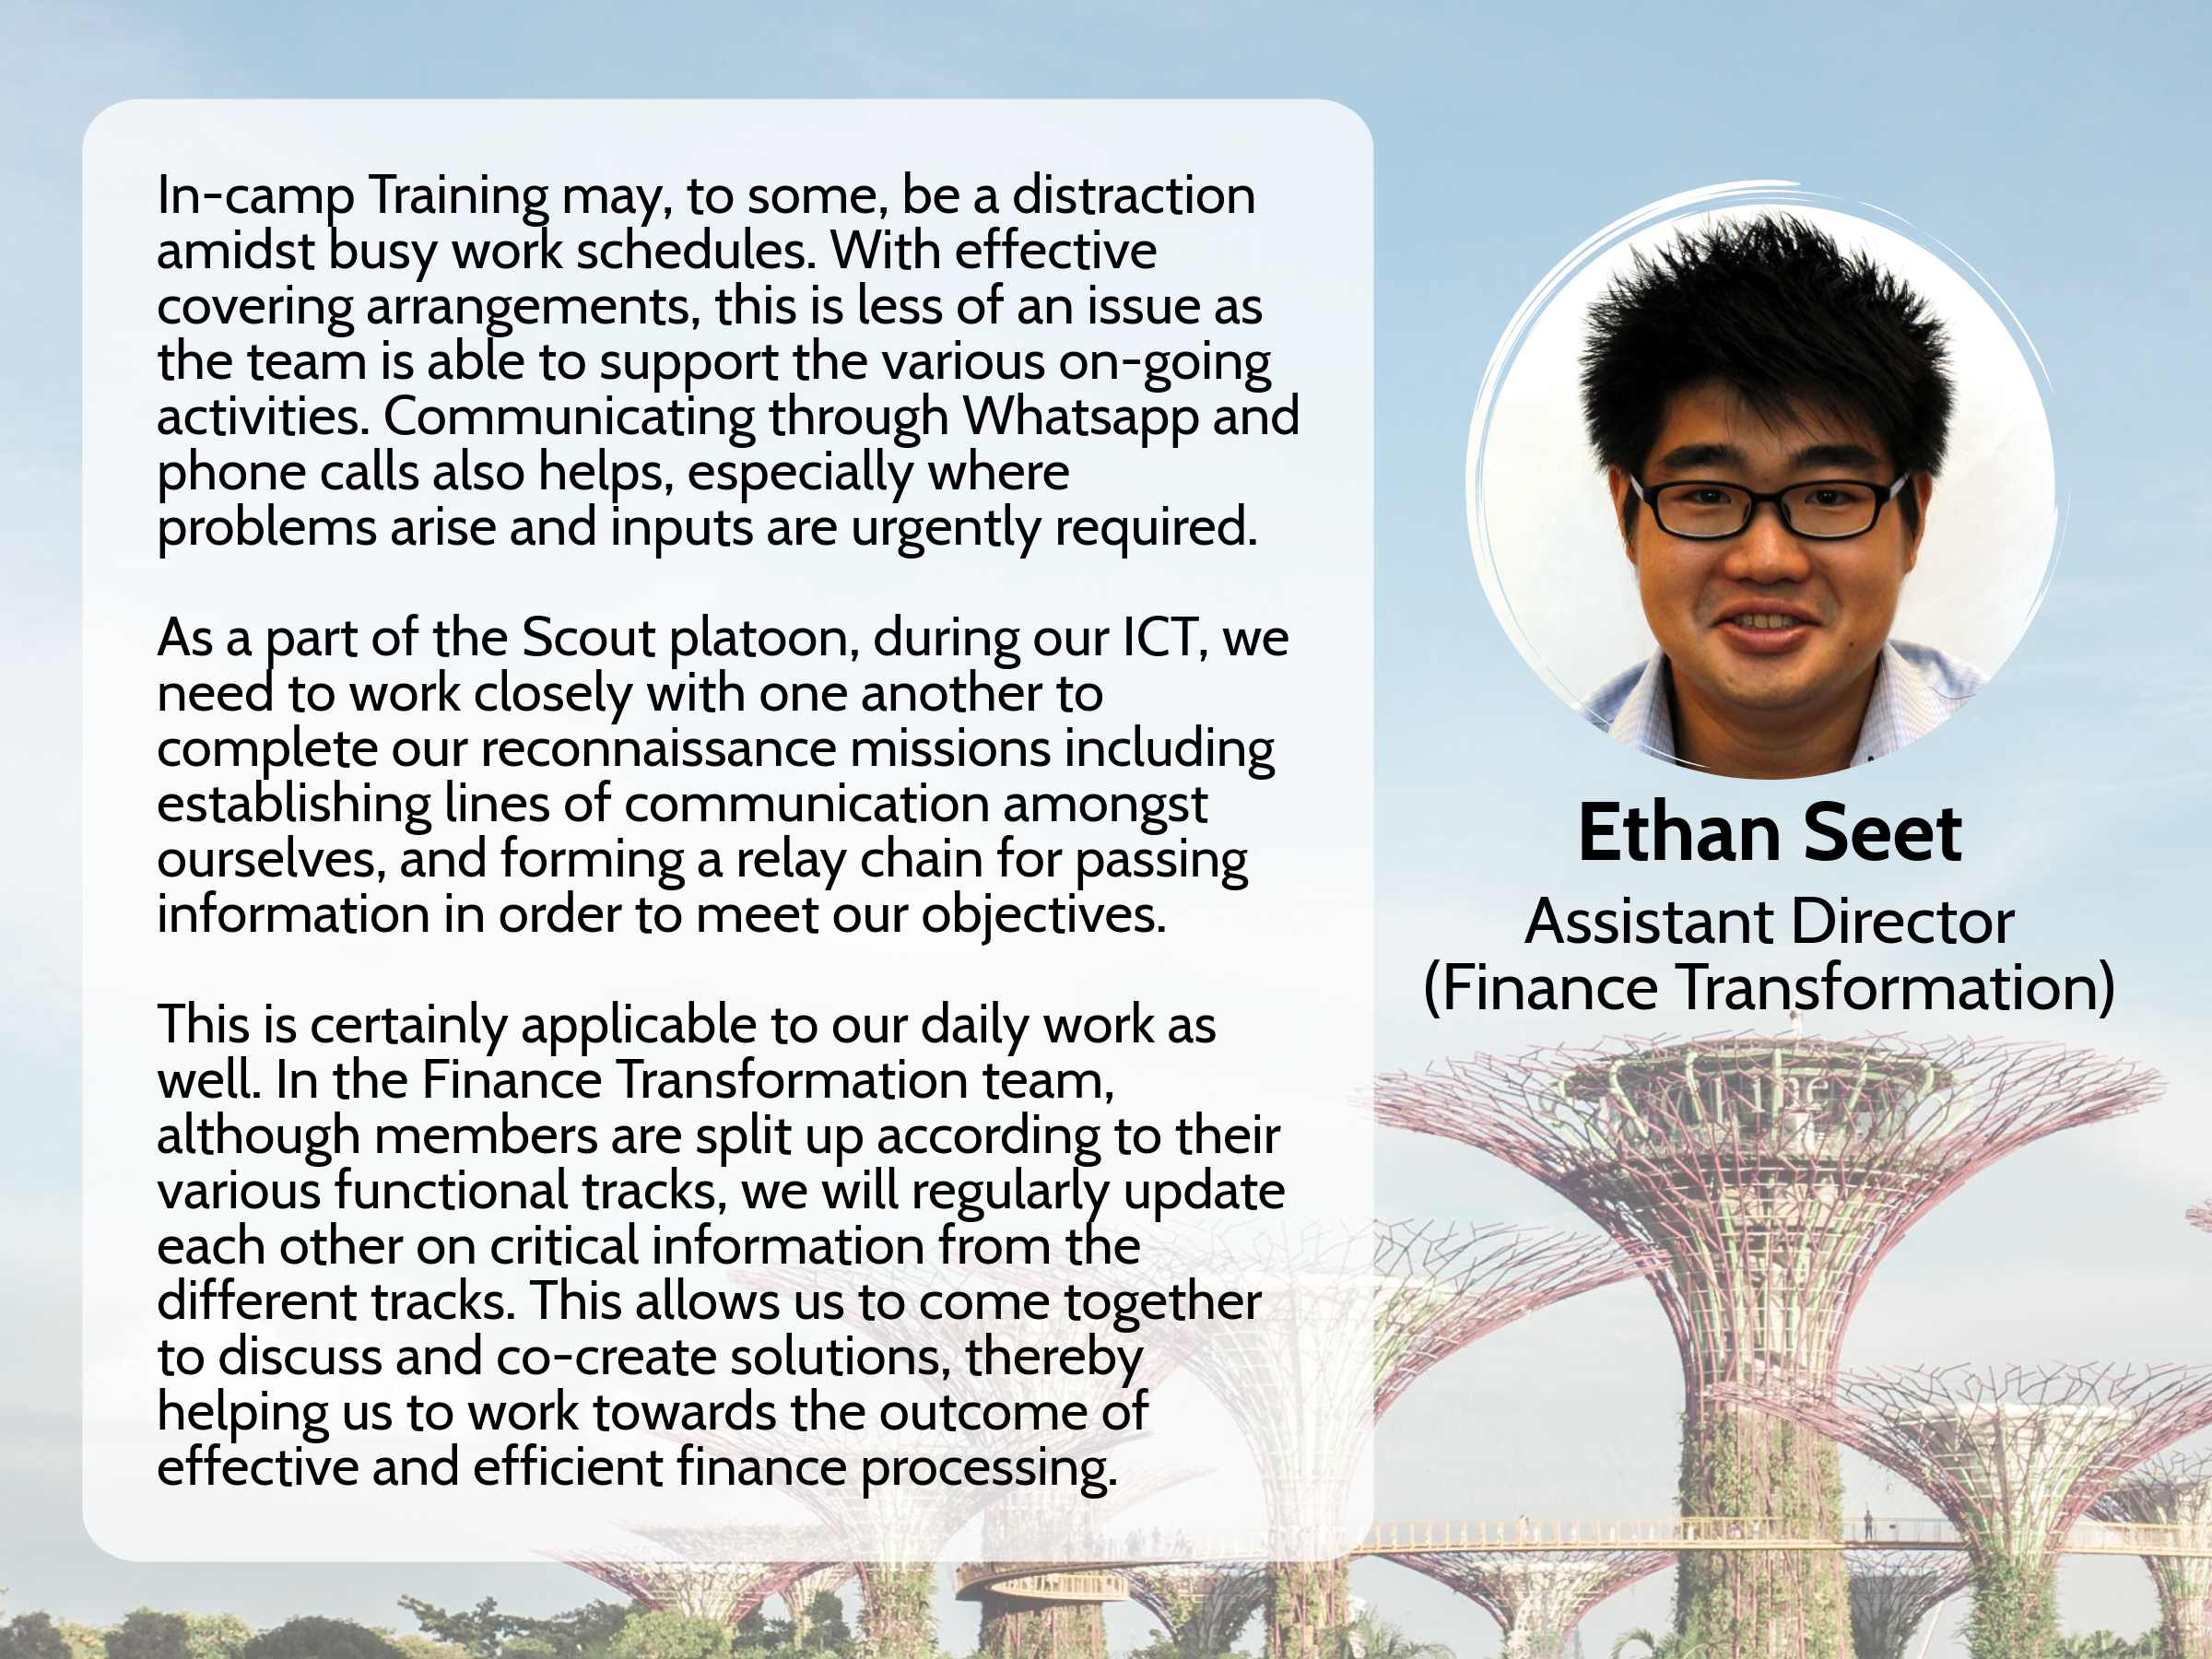 In-camp Training may, to some, be a distraction
amidst busy work schedules. With effective
covering arrangements, this is less of an issue as
the team is able to support the various on-going
activities. Communicating through Whatsapp and
phone calls also helps, especially where
problems arise and inputs are urgently required.
As a part of the Scout platoon, during our ICT, we
need to work closely with one another to
complete our reconnaissance missions including
establishing lines of communication amongst
ourselves, and forming a relay chain for passing
information in order to meet our objectives.
This is certainly applicable to our daily work as
well. In the Finance Transformation team,
although members are split up according to their
various functional tracks, we will regularly update
each other on critical information from the
different tracks. This allows us to come together
to discuss and co-create solutions, thereby
helping us to work towards the outcome of
effective and efficient finance processing.
Ethan Seet
Assistant Director
(Finance Transformation)